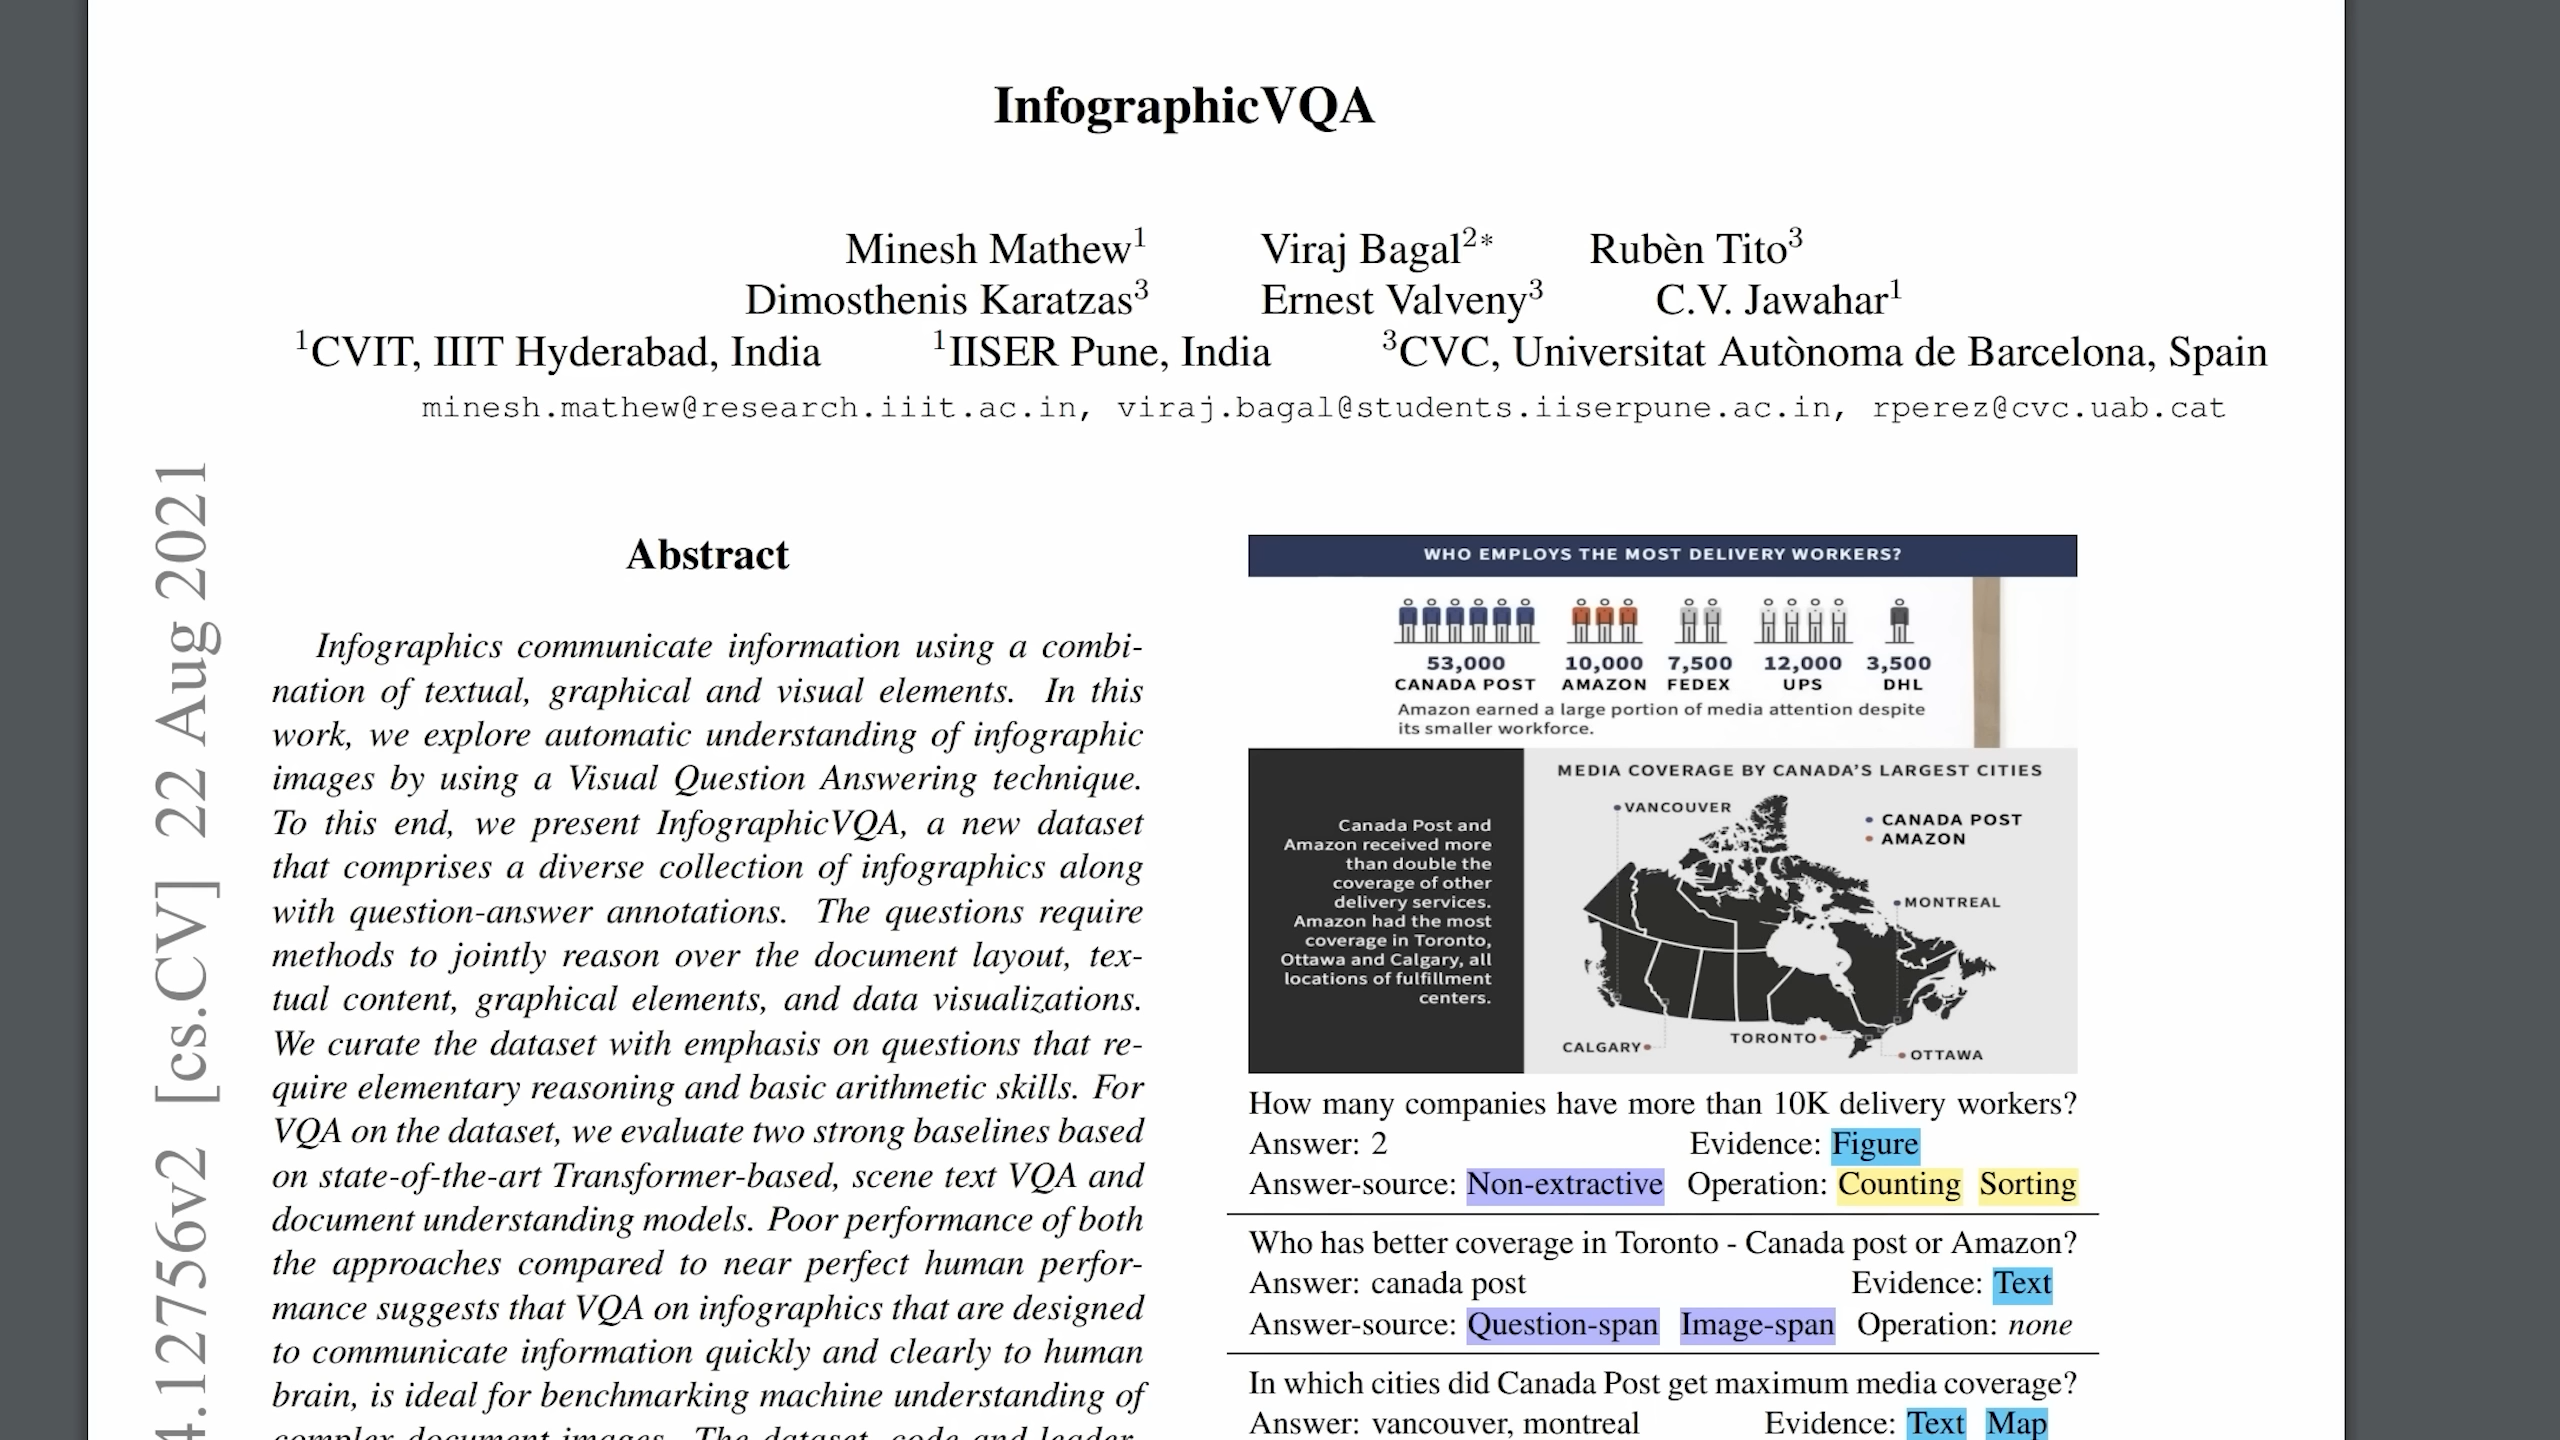 InfographicVQA
Minesh Mathew1 Viraj Bagal2* Rubèn Tito3
Dimosthenis Karatzas3 Ernest Valveny3 C.V. Jawahar1
1CVIT, IIIT Hyderabad, India 1IISER Pune, India 3CVC, Universitat Autònoma de Barcelona, Spain
minesh.mathew@research.iiit.ac.in, viraj.bagal@students.iiserpune.ac.in, rperez@cvc.uab.cat
4.12756v2 [cs.CV] 22 Aug 2021
Abstract
Infographics communicate information using a combi-
nation of textual, graphical and visual elements. In this
work, we explore automatic understanding of infographic
images by using a Visual Question Answering technique.
To this end, we present InfographicVQA, a new dataset
that comprises a diverse collection of infographics along
with question-answer annotations. The questions require
methods to jointly reason over the document layout, tex-
tual content, graphical elements, and data visualizations.
We curate the dataset with emphasis on questions that re-
quire elementary reasoning and basic arithmetic skills. For
VQA on the dataset, we evaluate two strong baselines based
on state-of-the-art Transformer-based, scene text VQA and
document understanding models. Poor performance of both
the approaches compared to near perfect human perfor-
mance suggests that VQA on infographics that are designed
to communicate information quickly and clearly to human
brain, is ideal for benchmarking machine understanding of
complex document images. The dataset, code and leader-
WHO EMPLOYS THE MOST DELIVERY WORKERS?
53,000 10,000 7,500 12,000 3,500
CANADA POST AMAZON FEDEX UPS DHL
Amazon earned a large portion of media attention despite
its smaller workforce.
Canada Post and
Amazon received more
than double the
coverage of other
delivery services.
Amazon had the most
coverage in Toronto,
Ottawa and Calgary, all
locations of fulfillment
centers.
MEDIA COVERAGE BY CANADA'S LARGEST CITIES
VANCOUVER
CANADA POST
AMAZON
MONTREAL
TORONTO
CALGARY
OTTAWA
How many companies have more than 10K delivery workers?
Answer: 2 Evidence: Figure
Answer-source: Non-extractive Operation: Counting Sorting
Who has better coverage in Toronto - Canada post or Amazon?
Answer: canada post Evidence: Text
Answer-source: Question-span Image-span Operation: none
In which cities did Canada Post get maximum media coverage?
Answer: vancouver, montreal Evidence: Text Map